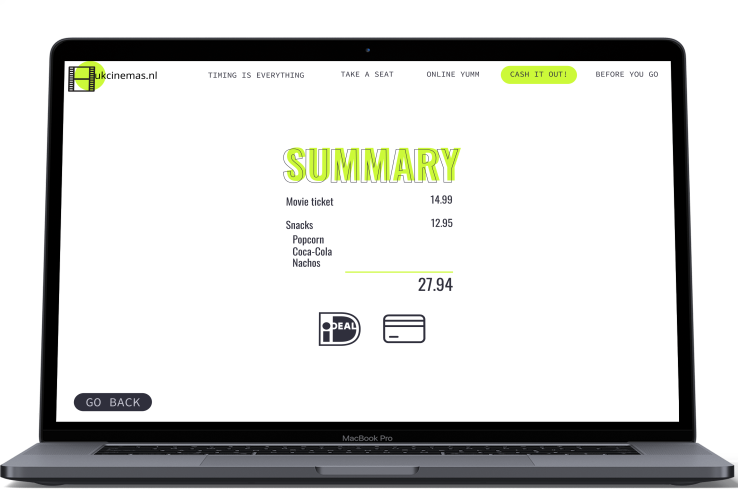 ukcinemas.nl
TIMING IS EVERYTHING
TAKE A SEAT
ONLINE YUMM
CASH IT OUT!
BEFORE YOU GO
SUMMARY
Movie ticket 14.99
Snacks 12.95
Popcorn
Coca-Cola
Nachos
27.94
iDEAL
GO BACK
MacBook Pro